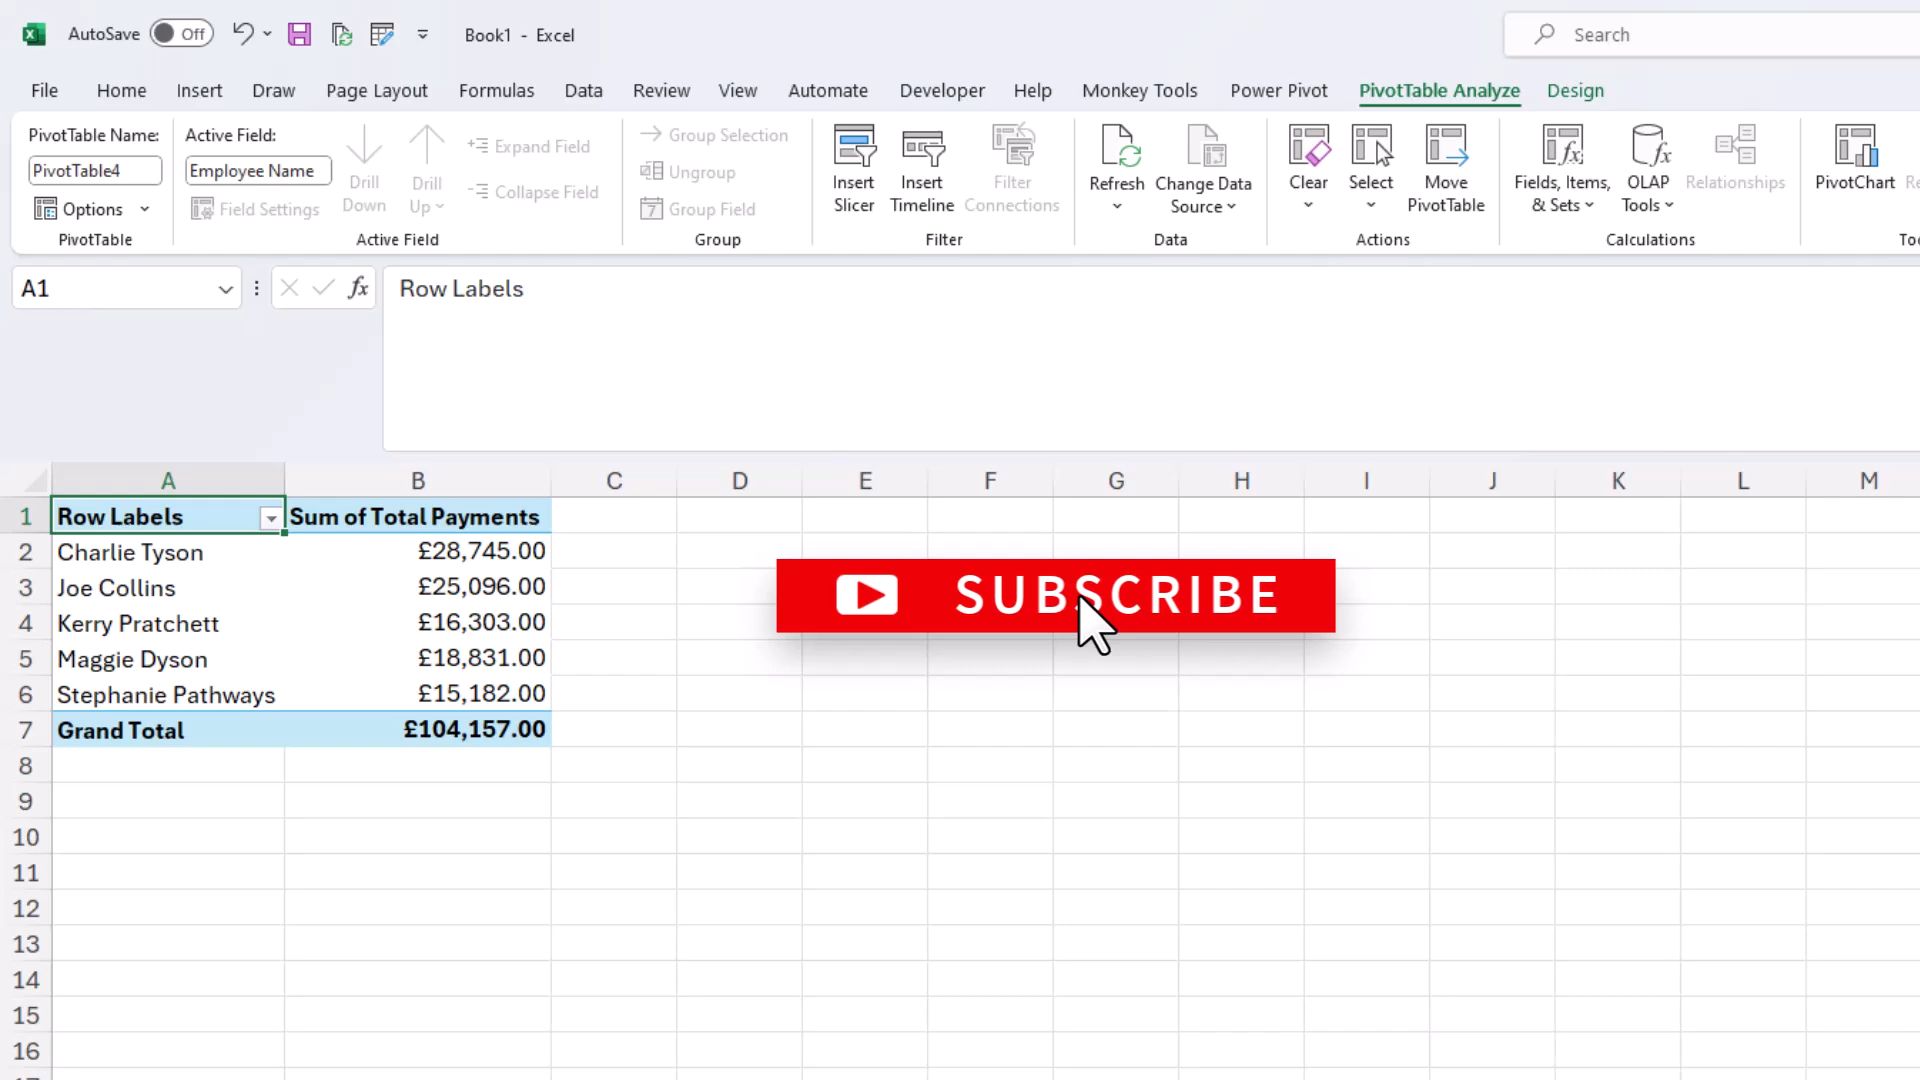 AutoSave Off Book1 - Excel Search
File Home Insert Draw Page Layout Formulas Data Review View Automate Developer Help Monkey Tools Power Pivot PivotTable Analyze Design
PivotTable Name:
PivotTable4
Options
PivotTable
Active Field:
Employee Name
Field Settings
Drill Down
Drill Up
Expand Field
Collapse Field
Active Field
Group Selection
Ungroup
7 Group Field
Group
Insert Slicer
Insert Timeline
Filter Connections
Filter
Refresh
Change Data Source
Data
Clear
Select
Move PivotTable
Actions
Fields, Items, & Sets
OLAP Tools
Relationships
Calculations
PivotChart
A1 fx Row Labels
A B C D E F G H I J K L M
1 Row Labels Sum of Total Payments
2 Charlie Tyson £28,745.00
3 Joe Collins £25,096.00
4 Kerry Pratchett £16,303.00
5 Maggie Dyson £18,831.00
6 Stephanie Pathways £15,182.00
7 Grand Total £104,157.00
8
9
10
11
12
13
14
15
16
SUBSCRIBE